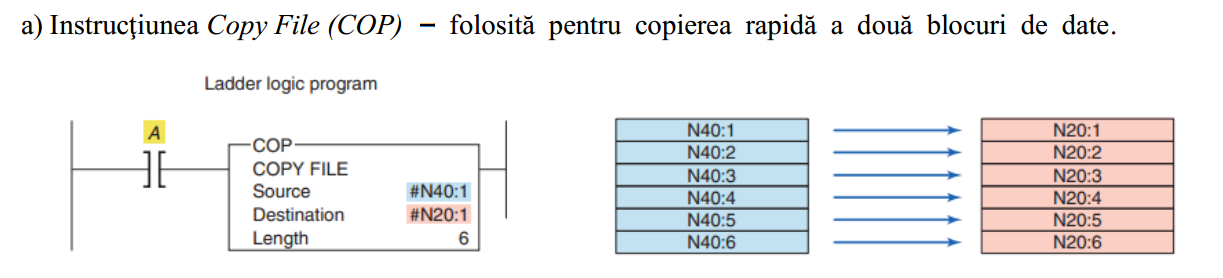 a) Instrucţiunea Copy File (COP) – folosită pentru copierea rapidă a două blocuri de date.
Ladder logic program
A
COP
COPY FILE
Source #N40:1
Destination #N20:1
Length 6
N40:1 N20:1
N40:2 N20:2
N40:3 N20:3
N40:4 N20:4
N40:5 N20:5
N40:6 N20:6